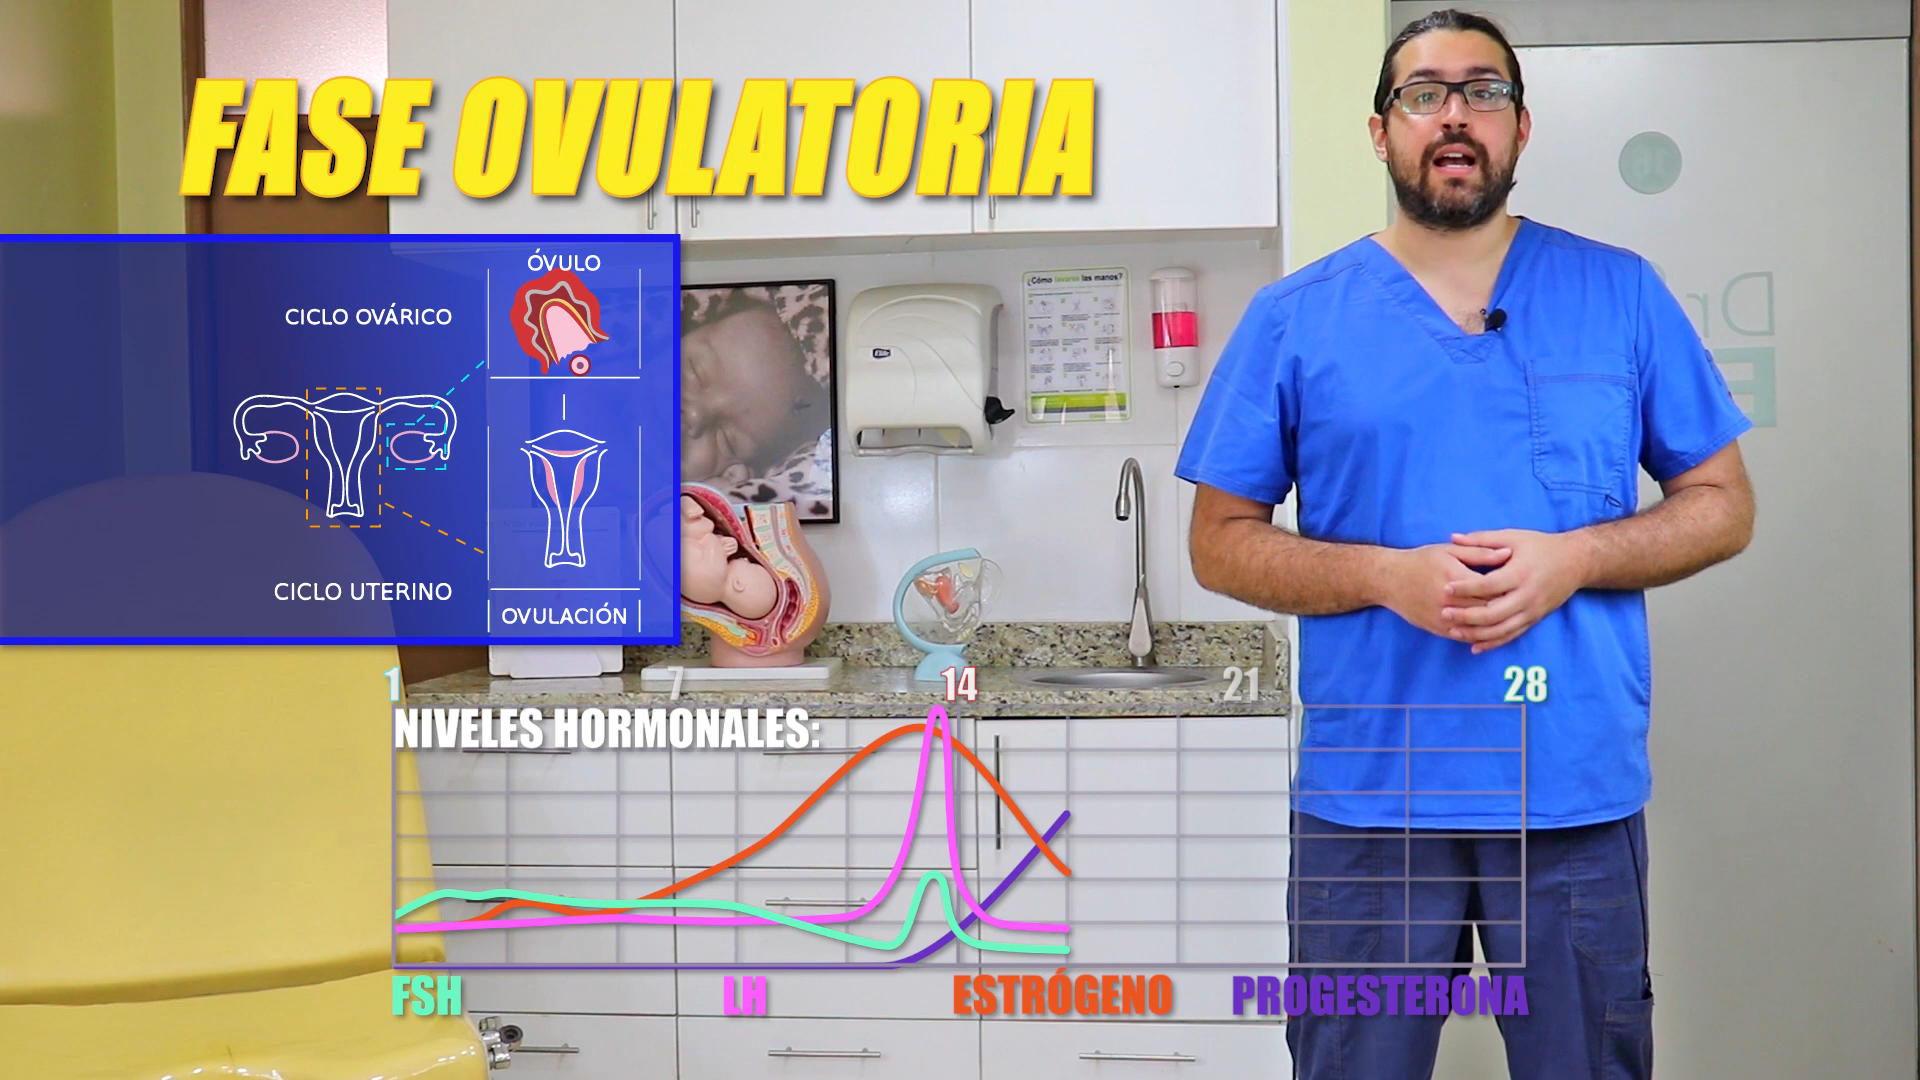 FASE OVULATORIA
ÓVULO
CICLO OVÁRICO
CICLO UTERINO
OVULACIÓN
¿Cómo lavarse las manos?
1 7 14 21 28
NIVELES HORMONALES:
FSH LH ESTRÓGENO PROGESTERONA